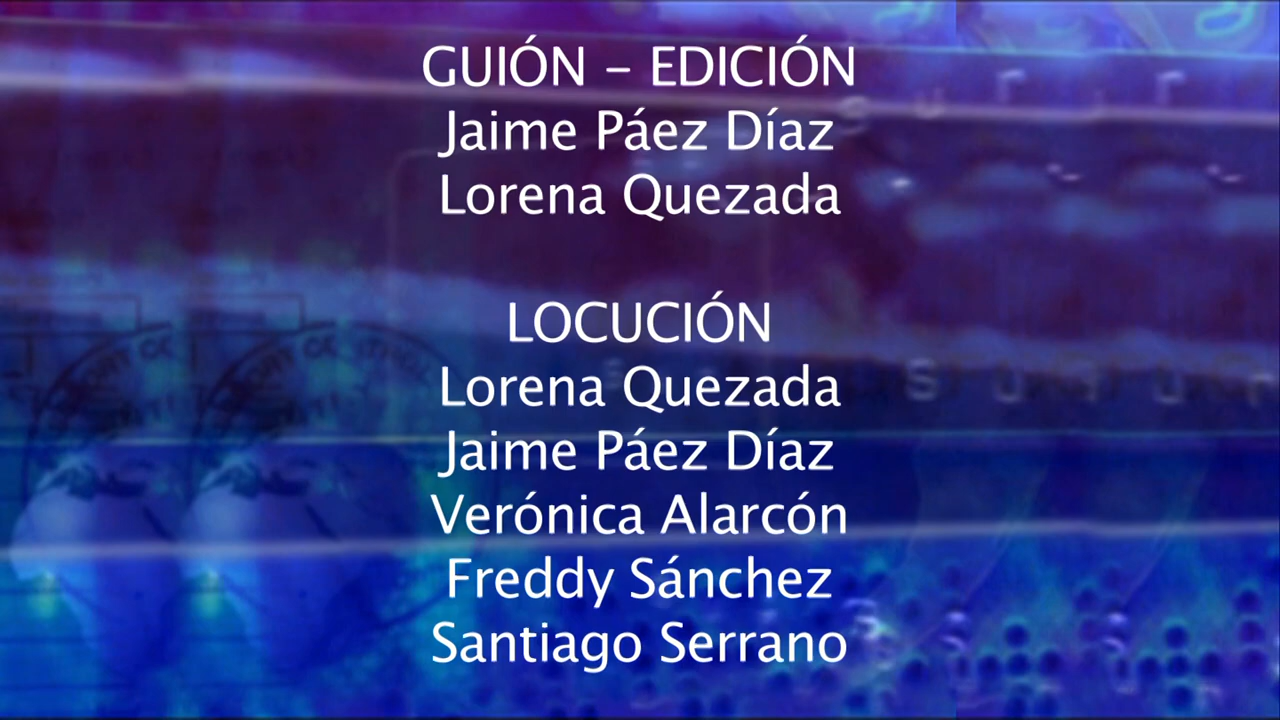 GUIÓN – EDICIÓN
Jaime Páez Díaz
Lorena Quezada
LOCUCIÓN
Lorena Quezada
Jaime Páez Díaz
Verónica Alarcón
Freddy Sánchez
Santiago Serrano